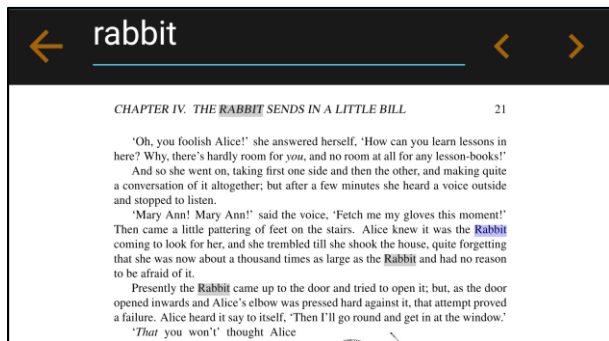 rabbit
CHAPTER IV. THE RABBIT SENDS IN A LITTLE BILL 21
‘Oh, you foolish Alice!’ she answered herself, ‘How can you learn lessons in
here? Why, there’s hardly room for you, and no room at all for any lesson-books!’
And so she went on, taking first one side and then the other, and making quite
a conversation of it altogether; but after a few minutes she heard a voice outside
and stopped to listen.
‘Mary Ann! Mary Ann!’ said the voice, ‘Fetch me my gloves this moment!’
Then came a little pattering of feet on the stairs. Alice knew it was the Rabbit
coming to look for her, and she trembled till she shook the house, quite forgetting
that she was now about a thousand times as large as the Rabbit and had no reason
to be afraid of it.
Presently the Rabbit came up to the door and tried to open it; but, as the door
opened inwards and Alice’s elbow was pressed hard against it, that attempt proved
a failure. Alice heard it say to itself, ‘Then I’ll go round and get in at the window.’
‘That you won’t’ thought Alice